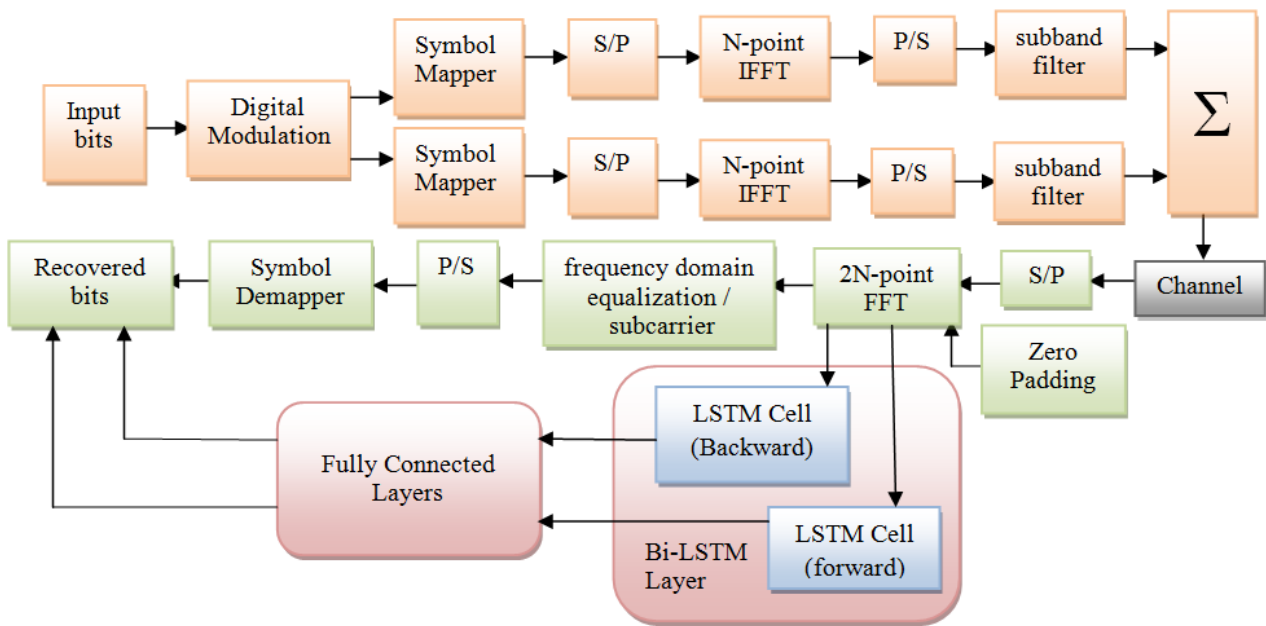 Symbol
Mapper
S/P
N-point
IFFT
P/S
subband
filter
Input
bits
Digital
Modulation
Σ
Symbol
Mapper
S/P
N-point
IFFT
P/S
subband
filter
Recovered
bits
Symbol
Demapper
P/S
frequency domain
equalization /
subcarrier
2N-point
FFT
S/P
Channel
Zero
Padding
LSTM Cell
(Backward)
Fully Connected
Layers
LSTM Cell
(forward)
Bi-LSTM
Layer